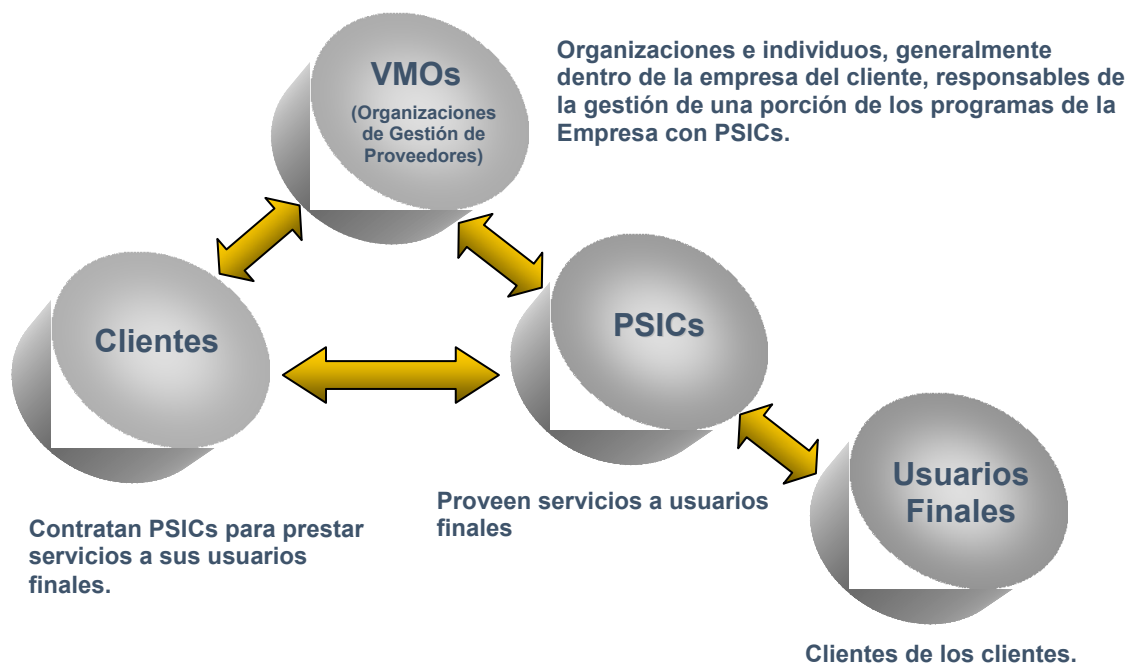 VMOs
(Organizaciones
de Gestión de
Proveedores)
Organizaciones e individuos, generalmente
dentro de la empresa del cliente, responsables de
la gestión de una porción de los programas de la
Empresa con PSICs.
Clientes
PSICs
Contratan PSICs para prestar
servicios a sus usuarios
finales.
Proveen servicios a usuarios
finales
Usuarios
Finales
Clientes de los clientes.